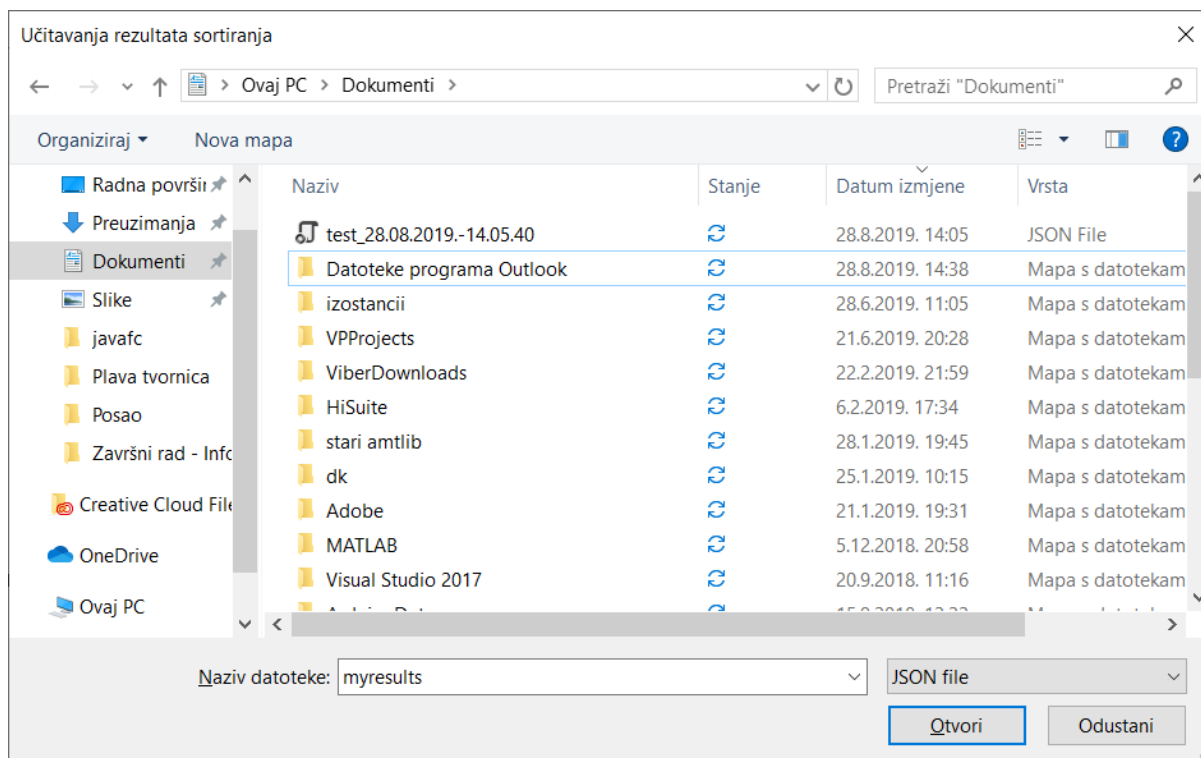 Učitavanja rezultata sortiranja
Ovaj PC > Dokumenti >
Pretraži "Dokumenti"
Organiziraj
Nova mapa
?
Radna površin
Preuzimanja
Dokumenti
Slike
javafc
Plava tvornica
Posao
Završni rad - Info
Creative Cloud File
OneDrive
Ovaj PC
Naziv Stanje Datum izmjene Vrsta
test_28.08.2019.-14.05.40 28.8.2019. 14:05 JSON File
Datoteke programa Outlook 28.8.2019. 14:38 Mapa s datotekam
izostancii 28.6.2019. 11:05 Mapa s datotekam
VPProjects 21.6.2019. 20:28 Mapa s datotekam
ViberDownloads 22.2.2019. 21:59 Mapa s datotekam
HiSuite 6.2.2019. 17:34 Mapa s datotekam
stari amtlib 28.1.2019. 19:45 Mapa s datotekam
dk 25.1.2019. 10:15 Mapa s datotekam
Adobe 21.1.2019. 19:31 Mapa s datotekam
MATLAB 5.12.2018. 20:58 Mapa s datotekam
Visual Studio 2017 20.9.2018. 11:16 Mapa s datotekam
Naziv datoteke: myresults
JSON file
Otvori
Odustani